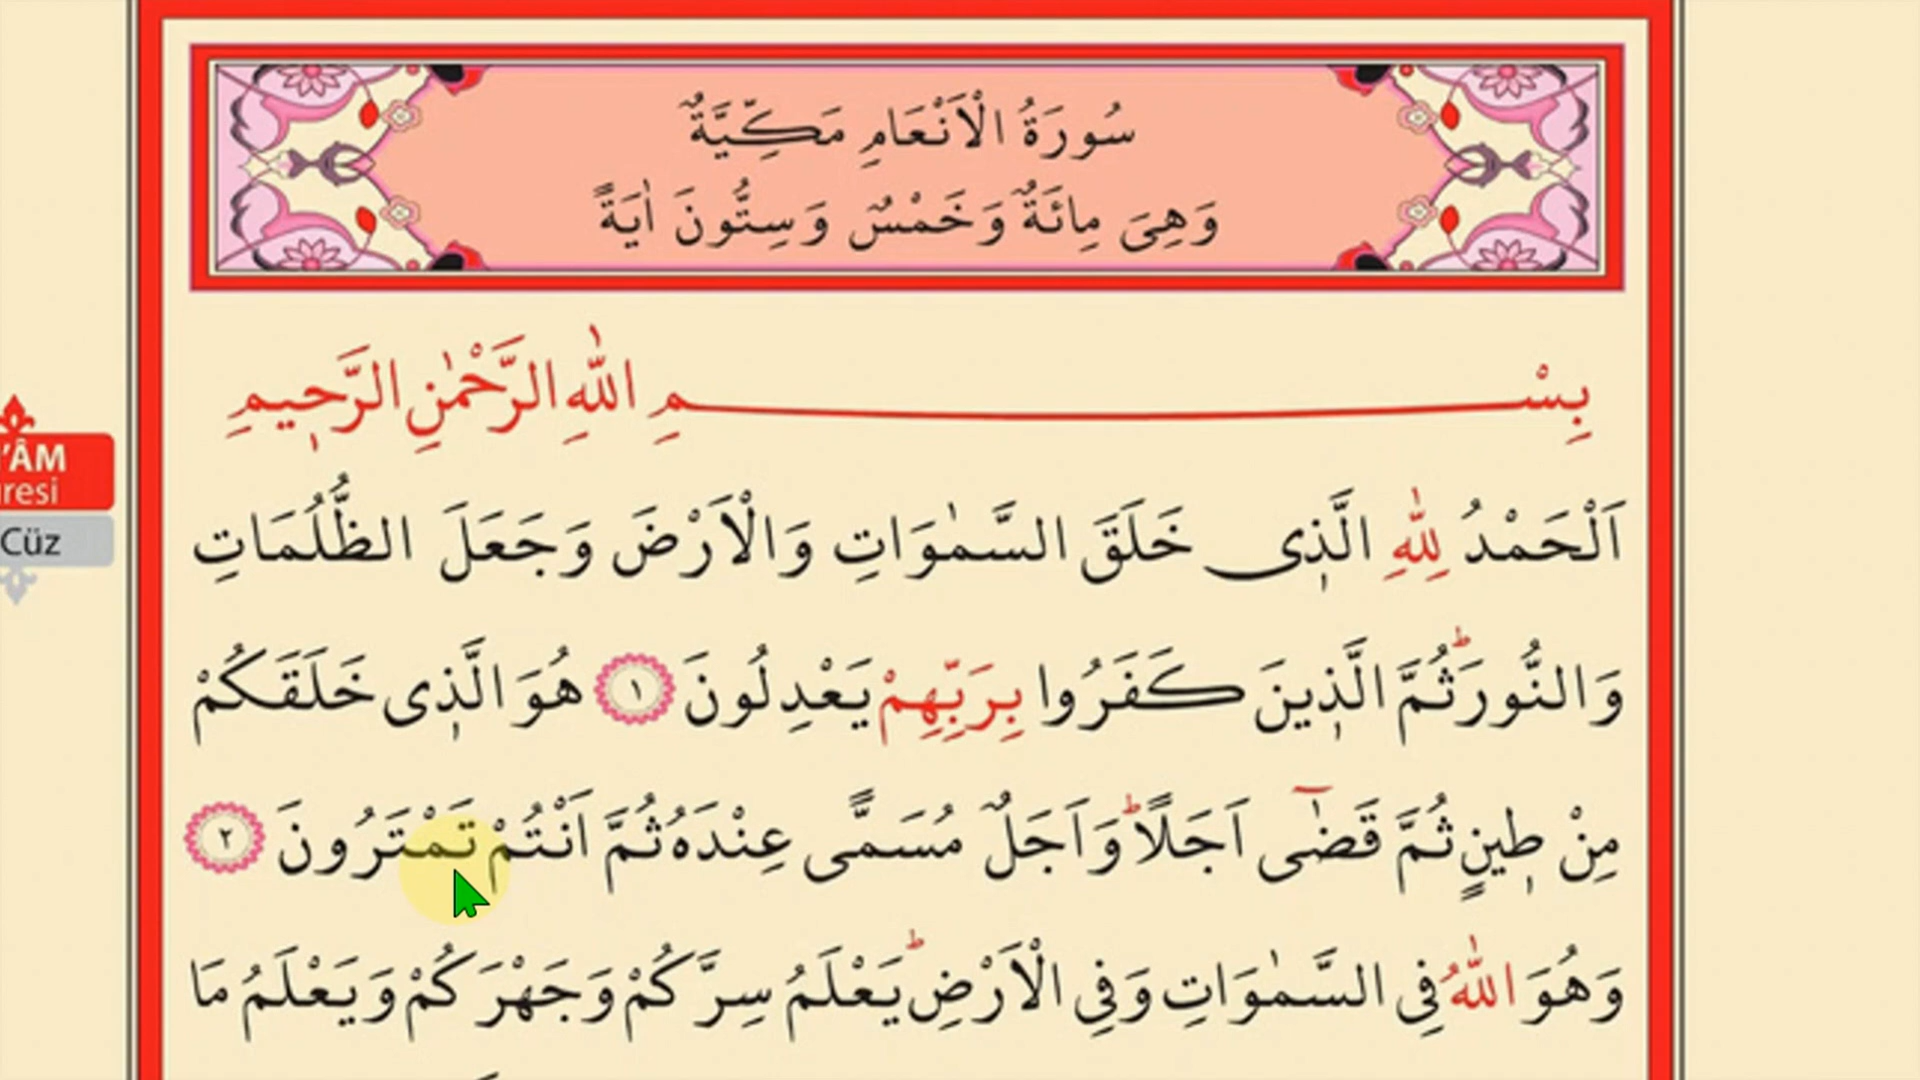 سُورَةُ الْاَنْعَامِ مَكِّيَّةٌ
وَهِىَ مِائَةٌ وَخَمْسٌ وَسِتُّونَ اٰيَةً
بِسْمِ اللّٰهِ الرَّحْمٰنِ الرَّحٖيمِ
اَلْحَمْدُ لِلّٰهِ الَّذٖى خَلَقَ السَّمٰوَاتِ وَالْاَرْضَ وَجَعَلَ الظُّلُمَاتِ
وَالنُّورَؕ ثُمَّ الَّذٖينَ كَفَرُوا بِرَبِّهِمْ يَعْدِلُونَ ١ هُوَ الَّذٖى خَلَقَكُمْ
مِنْ طٖينٍ ثُمَّ قَضٰٓى اَجَلًاؕ وَاَجَلٌ مُسَمًّى عِنْدَهُ ثُمَّ اَنْتُمْ تَمْتَرُونَ ٢
وَهُوَ اللّٰهُ فِى السَّمٰوَاتِ وَفِى الْاَرْضِؕ يَعْلَمُ سِرَّكُمْ وَجَهْرَكُمْ وَيَعْلَمُ مَا
'ÂM
resi
Cüz